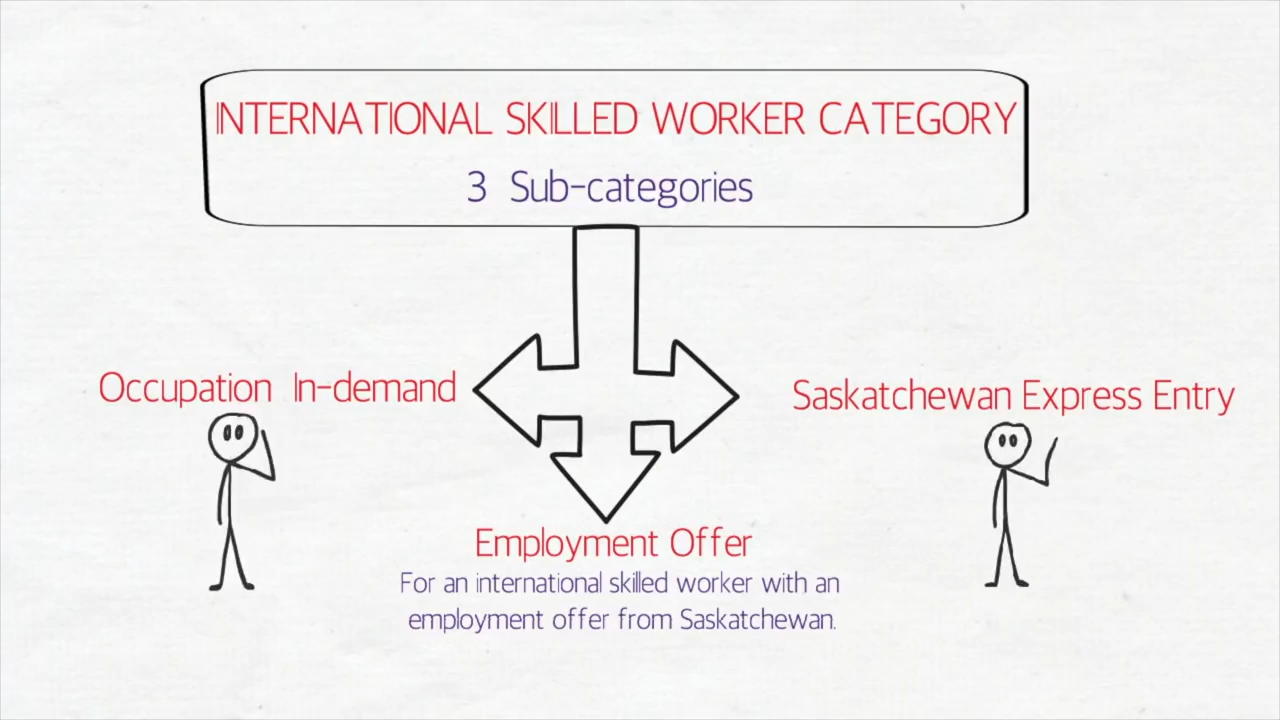 INTERNATIONAL SKILLED WORKER CATEGORY
3 Sub-categories
Occupation In-demand
Saskatchewan Express Entry
Employment Offer
For an international skilled worker with an
employment offer from Saskatchewan.